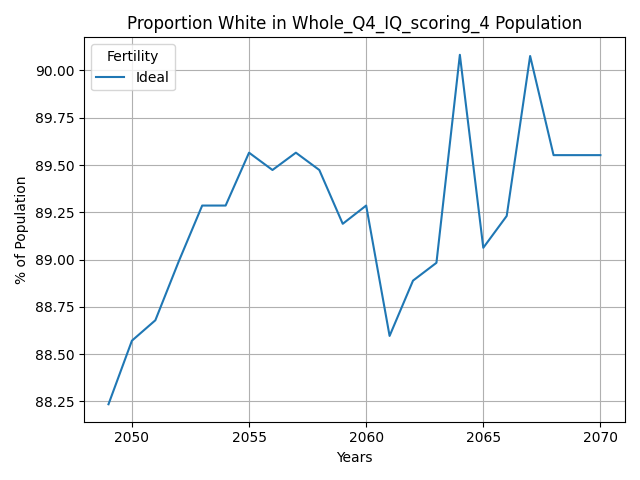 Proportion White in Whole_Q4_IQ_scoring_4 Population
Fertility
Ideal
% of Population
90.00
89.75
89.50
89.25
89.00
88.75
88.50
88.25
2050 2055 2060 2065 2070
Years